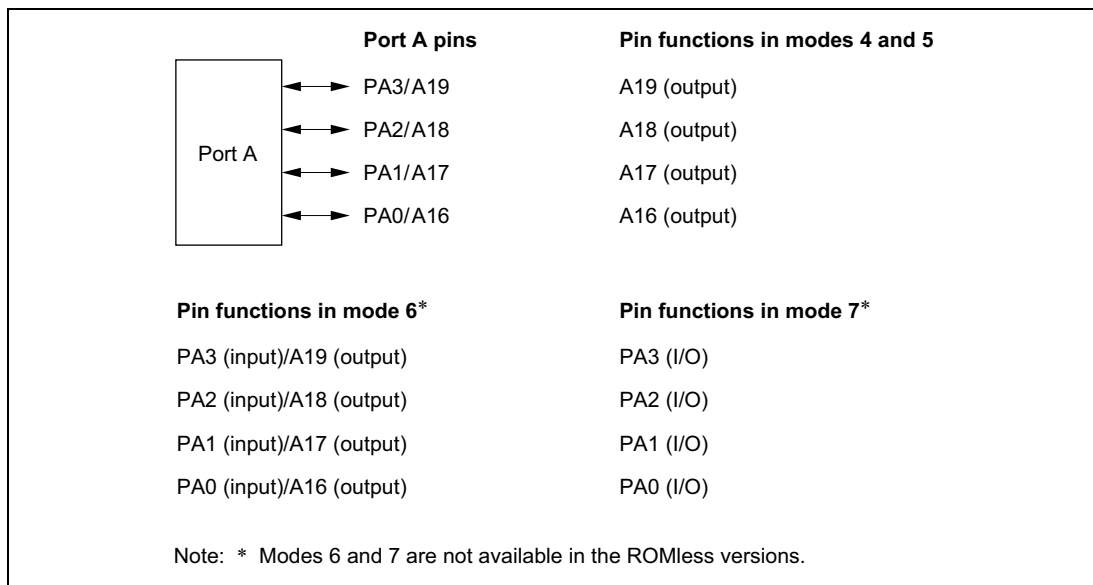 Port A pins Pin functions in modes 4 and 5
Port A
PA3/A19 A19 (output)
PA2/A18 A18 (output)
PA1/A17 A17 (output)
PA0/A16 A16 (output)
Pin functions in mode 6* Pin functions in mode 7*
PA3 (input)/A19 (output) PA3 (I/O)
PA2 (input)/A18 (output) PA2 (I/O)
PA1 (input)/A17 (output) PA1 (I/O)
PA0 (input)/A16 (output) PA0 (I/O)
Note: * Modes 6 and 7 are not available in the ROMless versions.